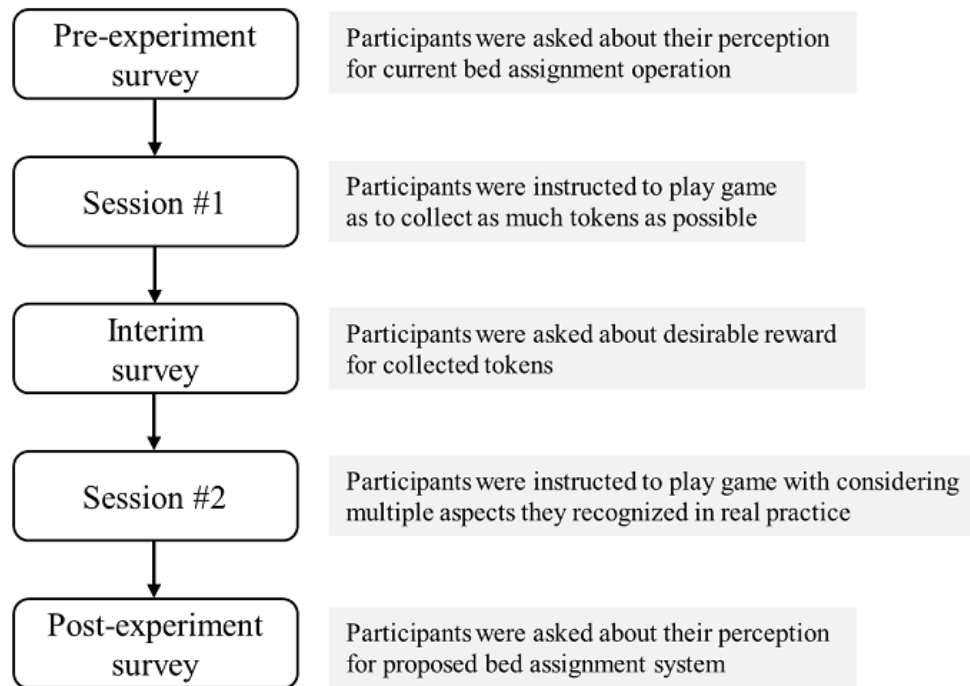 Pre-experiment
survey
Participants were asked about their perception
for current bed assignment operation
Session #1
Participants were instructed to play game
as to collect as much tokens as possible
Interim
survey
Participants were asked about desirable reward
for collected tokens
Session #2
Participants were instructed to play game with considering
multiple aspects they recognized in real practice
Post-experiment
survey
Participants were asked about their perception
for proposed bed assignment system